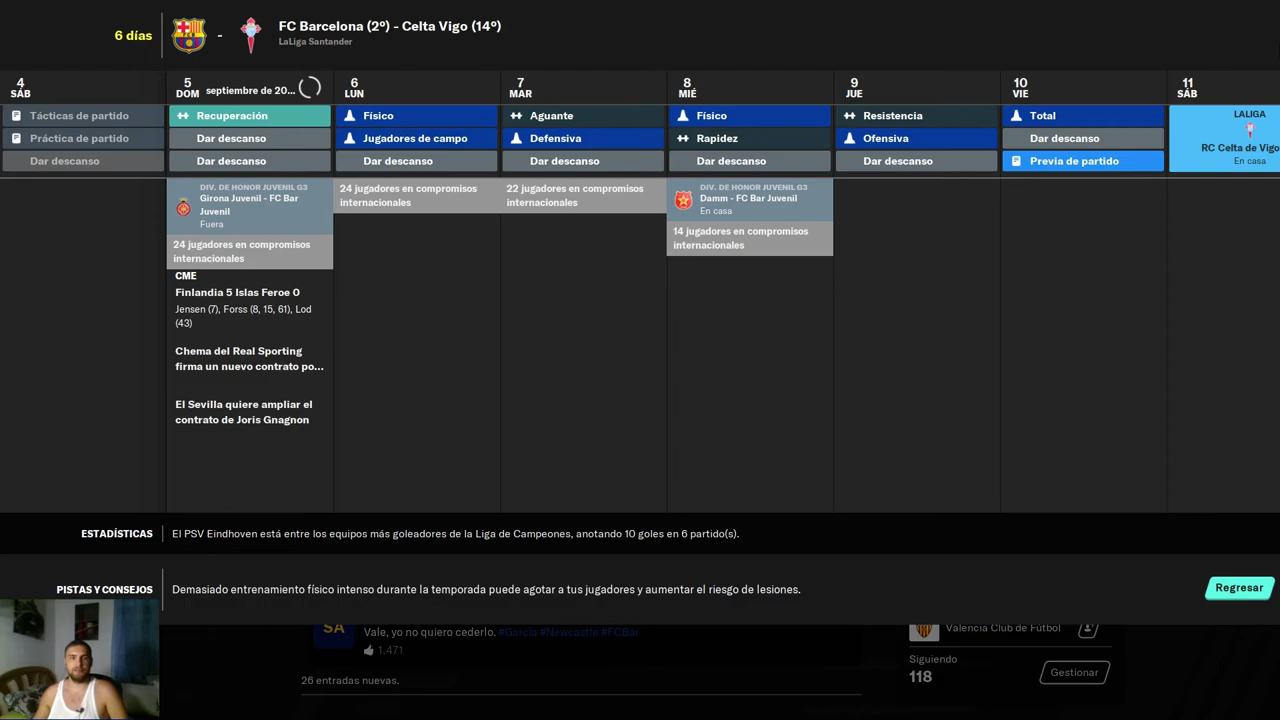 6 días
FC Barcelona (2º) - Celta Vigo (14º)
LaLiga Santander
4
SÁB
5
DOM
septiembre de 20...
6
LUN
7
MAR
8
MIÉ
9
JUE
10
VIE
11
SÁB
Tácticas de partido
Práctica de partido
Dar descanso
Recuperación
Dar descanso
Dar descanso
Físico
Jugadores de campo
Dar descanso
Aguante
Defensiva
Dar descanso
Físico
Rapidez
Dar descanso
Resistencia
Ofensiva
Dar descanso
Total
Dar descanso
Previa de partido
LALIGA
RC Celta de Vigo
En casa
DIV. DE HONOR JUVENIL G3
Girona Juvenil - FC Bar
Juvenil
Fuera
24 jugadores en compromisos
internacionales
24 jugadores en compromisos
internacionales
22 jugadores en compromisos
internacionales
DIV. DE HONOR JUVENIL G3
Damm - FC Bar Juvenil
En casa
14 jugadores en compromisos
internacionales
CME
Finlandia 5 Islas Feroe 0
Jensen (7), Forss (8, 15, 61), Lod
(43)
Chema del Real Sporting
firma un nuevo contrato po...
El Sevilla quiere ampliar el
contrato de Joris Gnagnon
ESTADÍSTICAS
El PSV Eindhoven está entre los equipos más goleadores de la Liga de Campeones, anotando 10 goles en 6 partido(s).
PISTAS Y CONSEJOS
Demasiado entrenamiento físico intenso durante la temporada puede agotar a tus jugadores y aumentar el riesgo de lesiones.
Regresar
SA
Vale, yo no quiero cederlo. #García #Newcastle #FCBar
1.471
26 entradas nuevas.
Valencia Club de Fútbol
Siguiendo
118
Gestionar